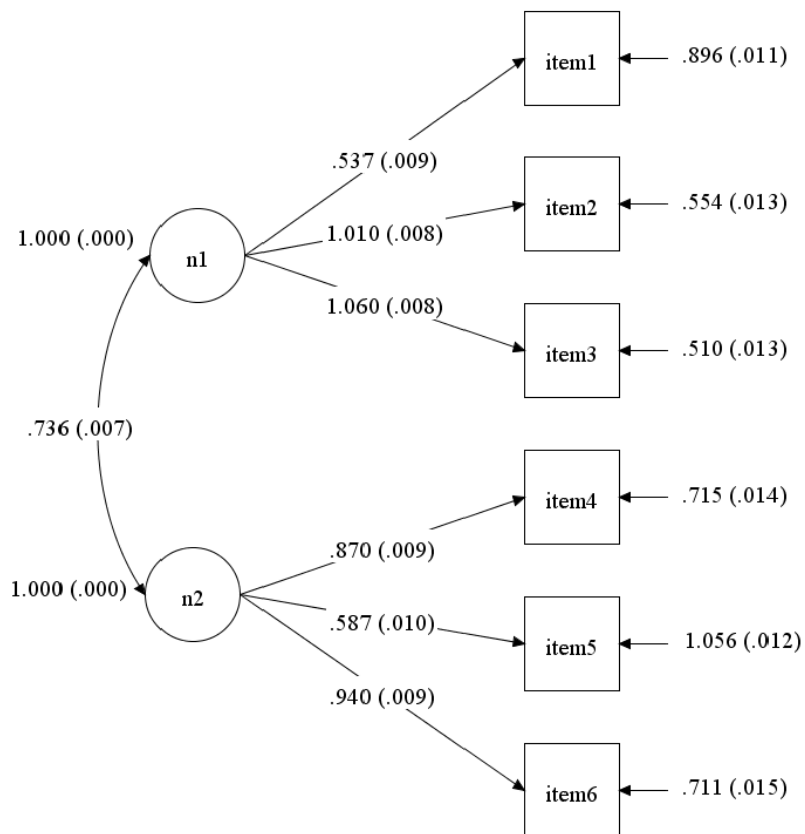 item1
.896 (.011)
.537 (.009)
item2
.554 (.013)
1.010 (.008)
1.000 (.000)
n1
1.060 (.008)
item3
.510 (.013)
.736 (.007)
item4
.715 (.014)
.870 (.009)
1.000 (.000)
n2
.587 (.010)
item5
1.056 (.012)
.940 (.009)
item6
.711 (.015)